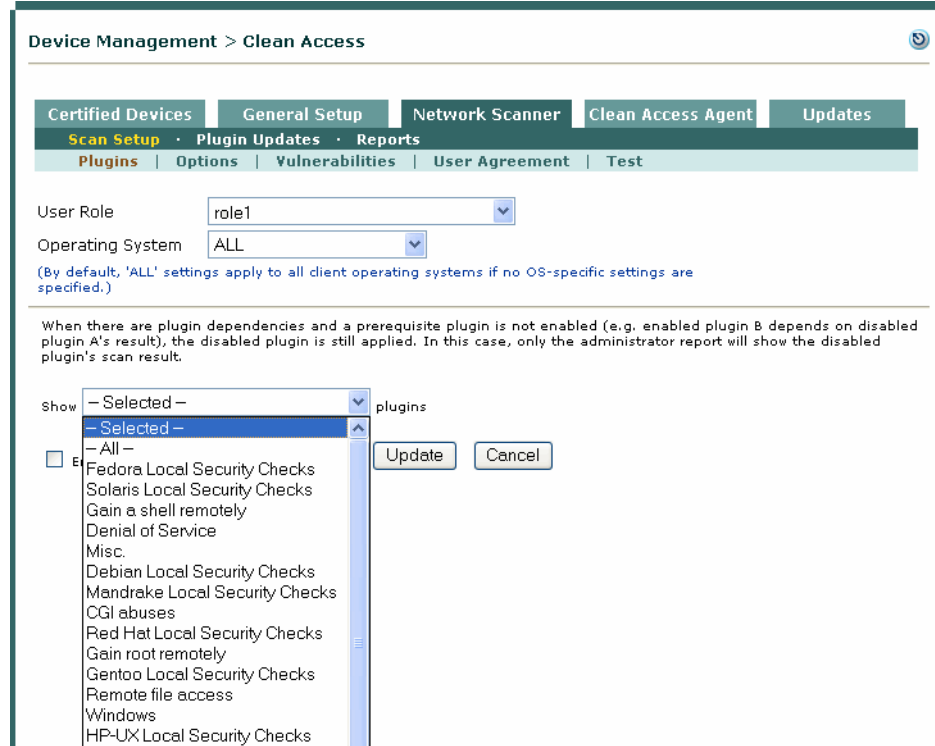 Device Management > Clean Access
Certified Devices General Setup Network Scanner Clean Access Agent Updates
Scan Setup · Plugin Updates · Reports
Plugins | Options | Vulnerabilities | User Agreement | Test
User Role role1
Operating System ALL
(By default, 'ALL' settings apply to all client operating systems if no OS-specific settings are
specified.)
When there are plugin dependencies and a prerequisite plugin is not enabled (e.g. enabled plugin B depends on disabled
plugin A's result), the disabled plugin is still applied. In this case, only the administrator report will show the disabled
plugin's scan result.
Show – Selected – plugins
– Selected –
– All –
Update Cancel
Fedora Local Security Checks
Solaris Local Security Checks
Gain a shell remotely
Denial of Service
Misc.
Debian Local Security Checks
Mandrake Local Security Checks
CGI abuses
Red Hat Local Security Checks
Gain root remotely
Gentoo Local Security Checks
Remote file access
Windows
HP-UX Local Security Checks